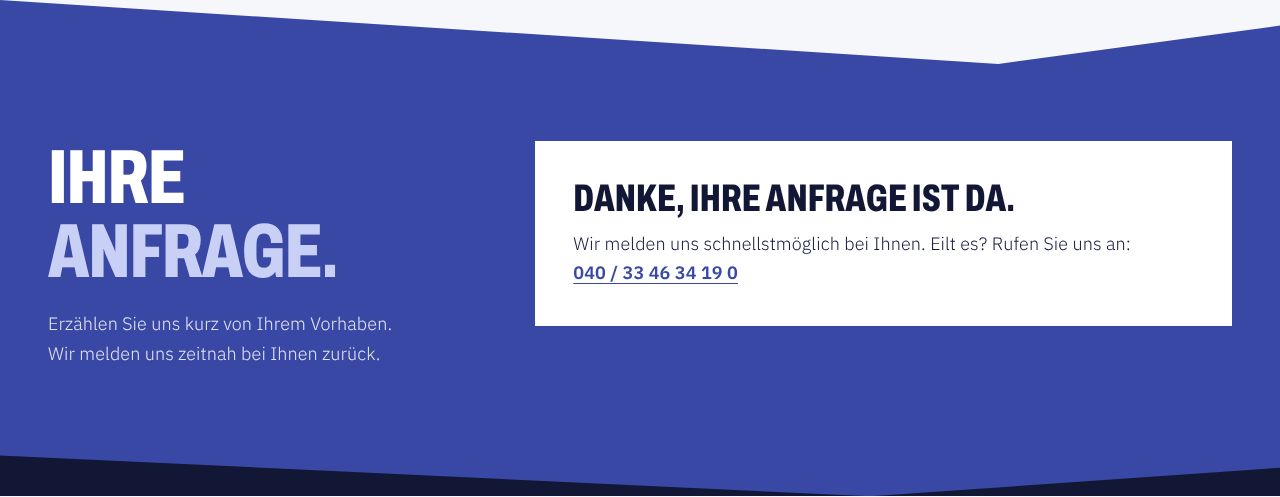 IHRE
ANFRAGE.
Erzählen Sie uns kurz von Ihrem Vorhaben.
Wir melden uns zeitnah bei Ihnen zurück.
DANKE, IHRE ANFRAGE IST DA.
Wir melden uns schnellstmöglich bei Ihnen. Eilt es? Rufen Sie uns an:
040 / 33 46 34 19 0